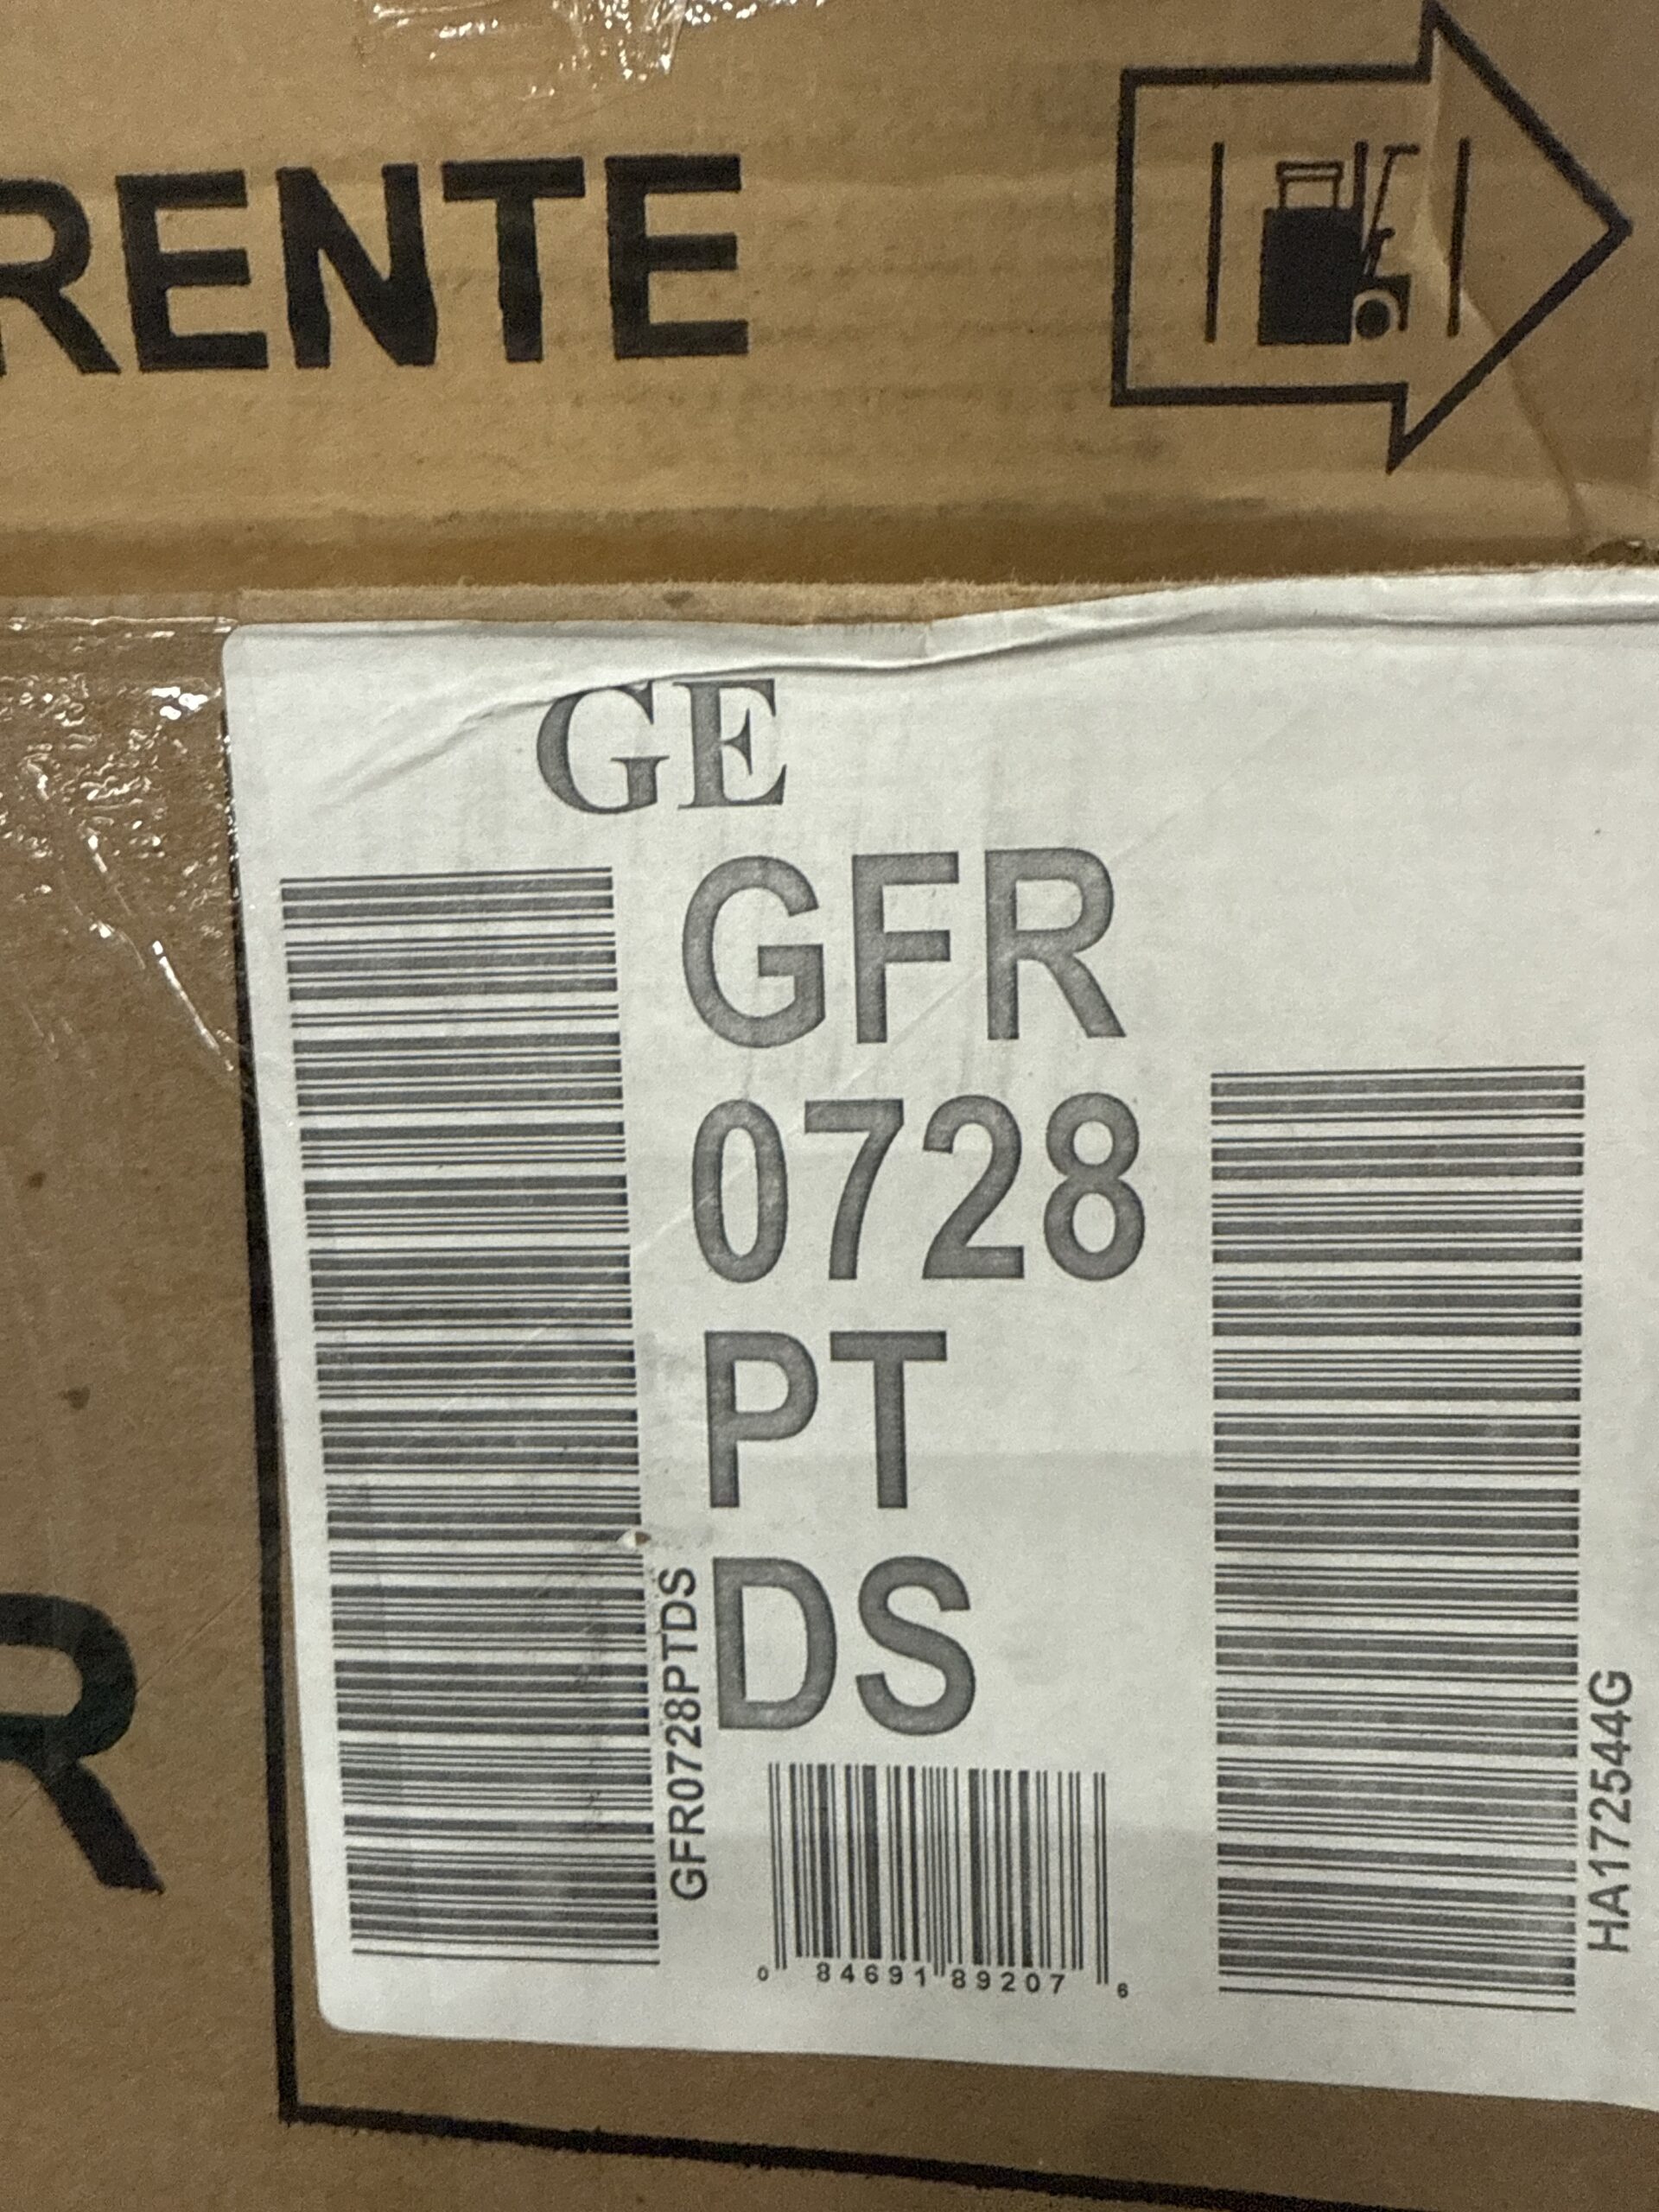 RENTE
GE
GFR
0728
PT
DS
GFR0728PTDS
0 84691 89207 6
HA172544G
R